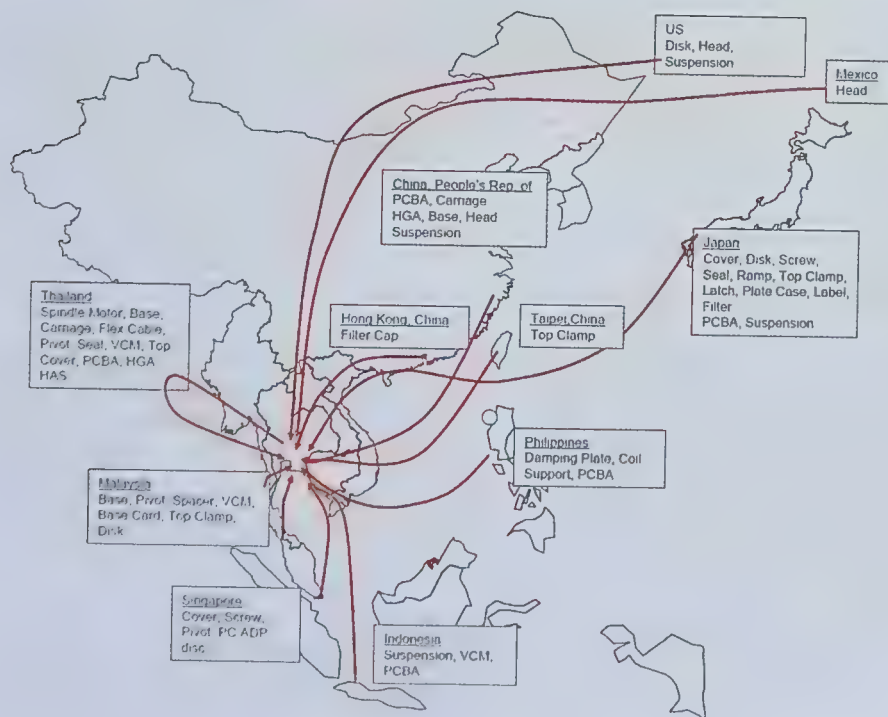 US
Disk, Head,
Suspension
Mexico
Head
China, People's Rep. of
PCBA, Carriage
HGA, Base, Head
Suspension
Japan
Cover, Disk, Screw,
Seal, Ramp, Top Clamp,
Latch, Plate Case, Label,
Filter
PCBA, Suspension
Thailand
Spindle Motor, Base,
Carriage, Flex Cable,
Pivot, Seal, VCM, Top
Cover, PCBA, HGA
HAS
Hong Kong, China
Filter Cap
Taipei,China
Top Clamp
Philippines
Damping Plate, Coil
Support, PCBA
Malaysia
Base, Pivot, Spacer, VCM,
Base Card, Top Clamp,
Disk
Singapore
Cover, Screw,
Pivot, PC ADP
disc
Indonesia
Suspension, VCM,
PCBA